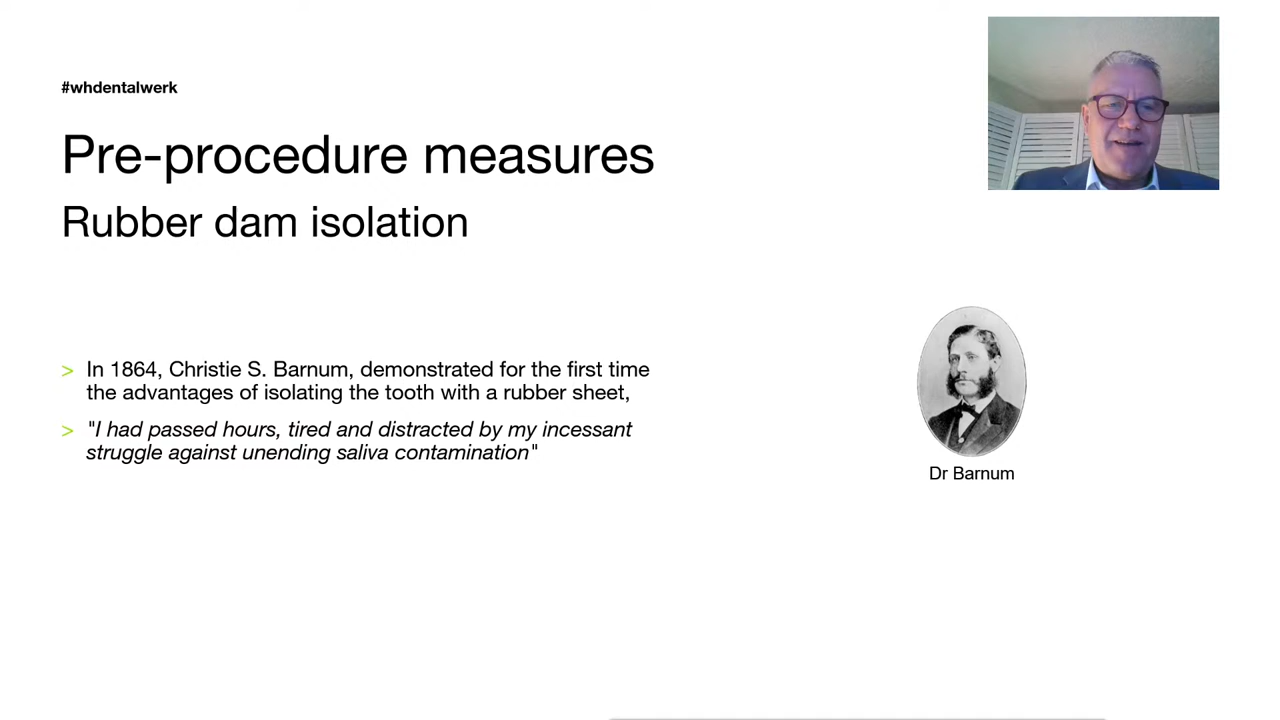 #whdentalwerk
Pre-procedure measures
Rubber dam isolation
> In 1864, Christie S. Barnum, demonstrated for the first time
the advantages of isolating the tooth with a rubber sheet,
> "I had passed hours, tired and distracted by my incessant
struggle against unending saliva contamination"
Dr Barnum